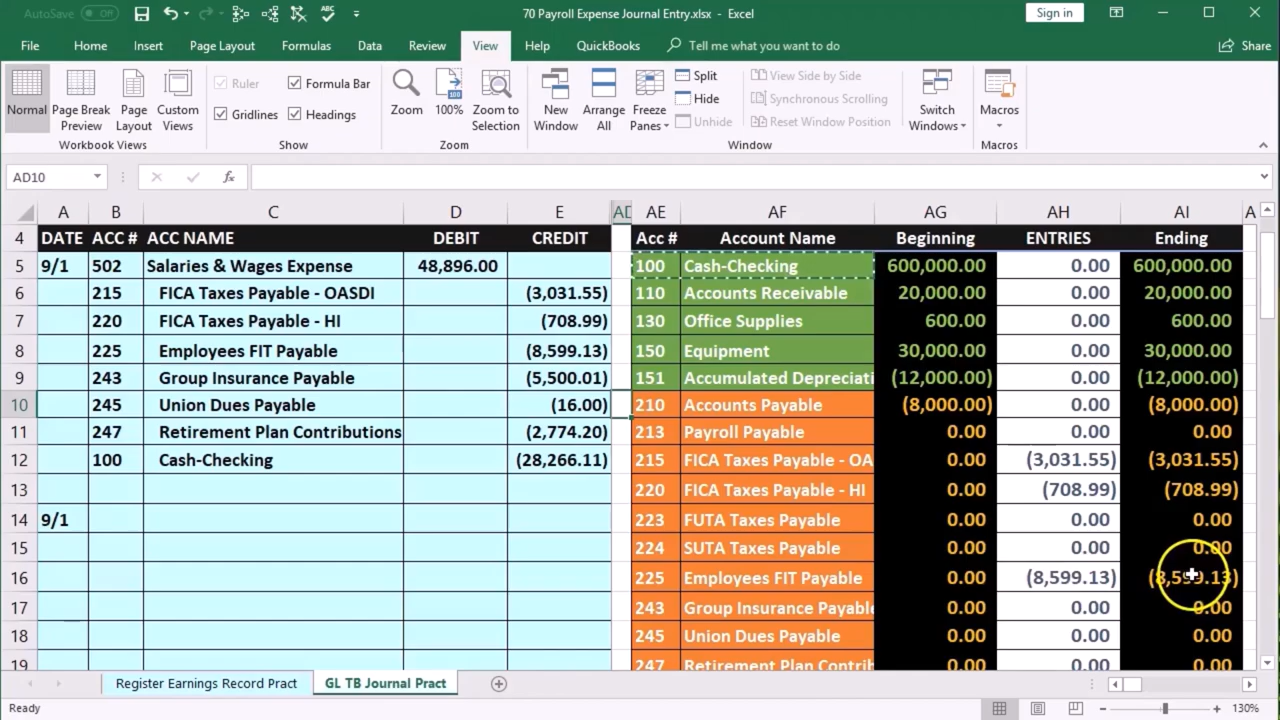 AutoSave Off 70 Payroll Expense Journal Entry.xlsx - Excel Sign in
File Home Insert Page Layout Formulas Data Review View Help QuickBooks Tell me what you want to do Share
Normal Page Break Preview Page Layout Custom Views
Ruler Formula Bar
Gridlines Headings
Zoom 100% Zoom to Selection
New Window Arrange All Freeze Panes
Split
Hide
Unhide
View Side by Side
Synchronous Scrolling
Reset Window Position
Switch Windows Macros
Workbook Views Show Zoom Window Macros
AD10 fx
A B C D E AD AE AF AG AH AI A
4 DATE ACC # ACC NAME DEBIT CREDIT Acc # Account Name Beginning ENTRIES Ending
5 9/1 502 Salaries & Wages Expense 48,896.00 100 Cash-Checking 600,000.00 0.00 600,000.00
6 215 FICA Taxes Payable - OASDI (3,031.55) 110 Accounts Receivable 20,000.00 0.00 20,000.00
7 220 FICA Taxes Payable - HI (708.99) 130 Office Supplies 600.00 0.00 600.00
8 225 Employees FIT Payable (8,599.13) 150 Equipment 30,000.00 0.00 30,000.00
9 243 Group Insurance Payable (5,500.01) 151 Accumulated Depreciati (12,000.00) 0.00 (12,000.00)
10 245 Union Dues Payable (16.00) 210 Accounts Payable (8,000.00) 0.00 (8,000.00)
11 247 Retirement Plan Contributions (2,774.20) 213 Payroll Payable 0.00 0.00 0.00
12 100 Cash-Checking (28,266.11) 215 FICA Taxes Payable - OA 0.00 (3,031.55) (3,031.55)
13 220 FICA Taxes Payable - HI 0.00 (708.99) (708.99)
14 9/1 223 FUTA Taxes Payable 0.00 0.00 0.00
15 224 SUTA Taxes Payable 0.00 0.00 0.00
16 225 Employees FIT Payable 0.00 (8,599.13) (8,599.13)
17 243 Group Insurance Payable 0.00 0.00 0.00
18 245 Union Dues Payable 0.00 0.00 0.00
19 247 Retirement Plan Contrib 0.00 0.00 0.00
Register Earnings Record Pract GL TB Journal Pract
Ready 130%